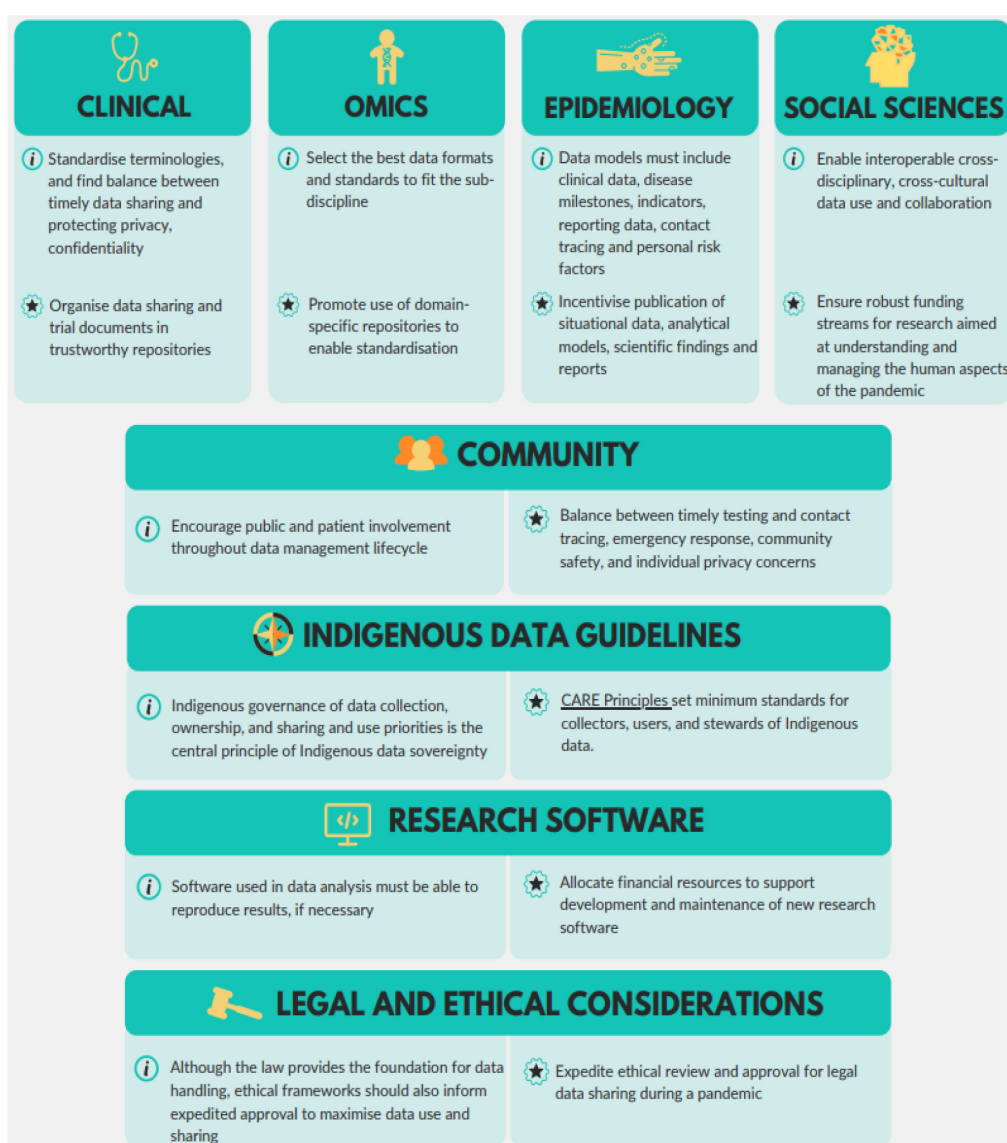 CLINICAL
i Standardise terminologies,
and find balance between
timely data sharing and
protecting privacy,
confidentiality
Organise data sharing and
trial documents in
trustworthy repositories
OMICS
i Select the best data formats
and standards to fit the sub-
discipline
Promote use of domain-
specific repositories to
enable standardisation
EPIDEMIOLOGY
i Data models must include
clinical data, disease
milestones, indicators,
reporting data, contact
tracing and personal risk
factors
Incentivise publication of
situational data, analytical
models, scientific findings and
reports
SOCIAL SCIENCES
i Enable interoperable cross-
disciplinary, cross-cultural
data use and collaboration
Ensure robust funding
streams for research aimed
at understanding and
managing the human aspects
of the pandemic
COMMUNITY
i Encourage public and patient involvement
throughout data management lifecycle
Balance between timely testing and contact
tracing, emergency response, community
safety, and individual privacy concerns
INDIGENOUS DATA GUIDELINES
i Indigenous governance of data collection,
ownership, and sharing and use priorities is the
central principle of Indigenous data sovereignty
CARE Principles set minimum standards for
collectors, users, and stewards of Indigenous
data.
</> RESEARCH SOFTWARE
i Software used in data analysis must be able to
reproduce results, if necessary
Allocate financial resources to support
development and maintenance of new research
software
LEGAL AND ETHICAL CONSIDERATIONS
i Although the law provides the foundation for data
handling, ethical frameworks should also inform
expedited approval to maximise data use and
sharing
Expedite ethical review and approval for legal
data sharing during a pandemic